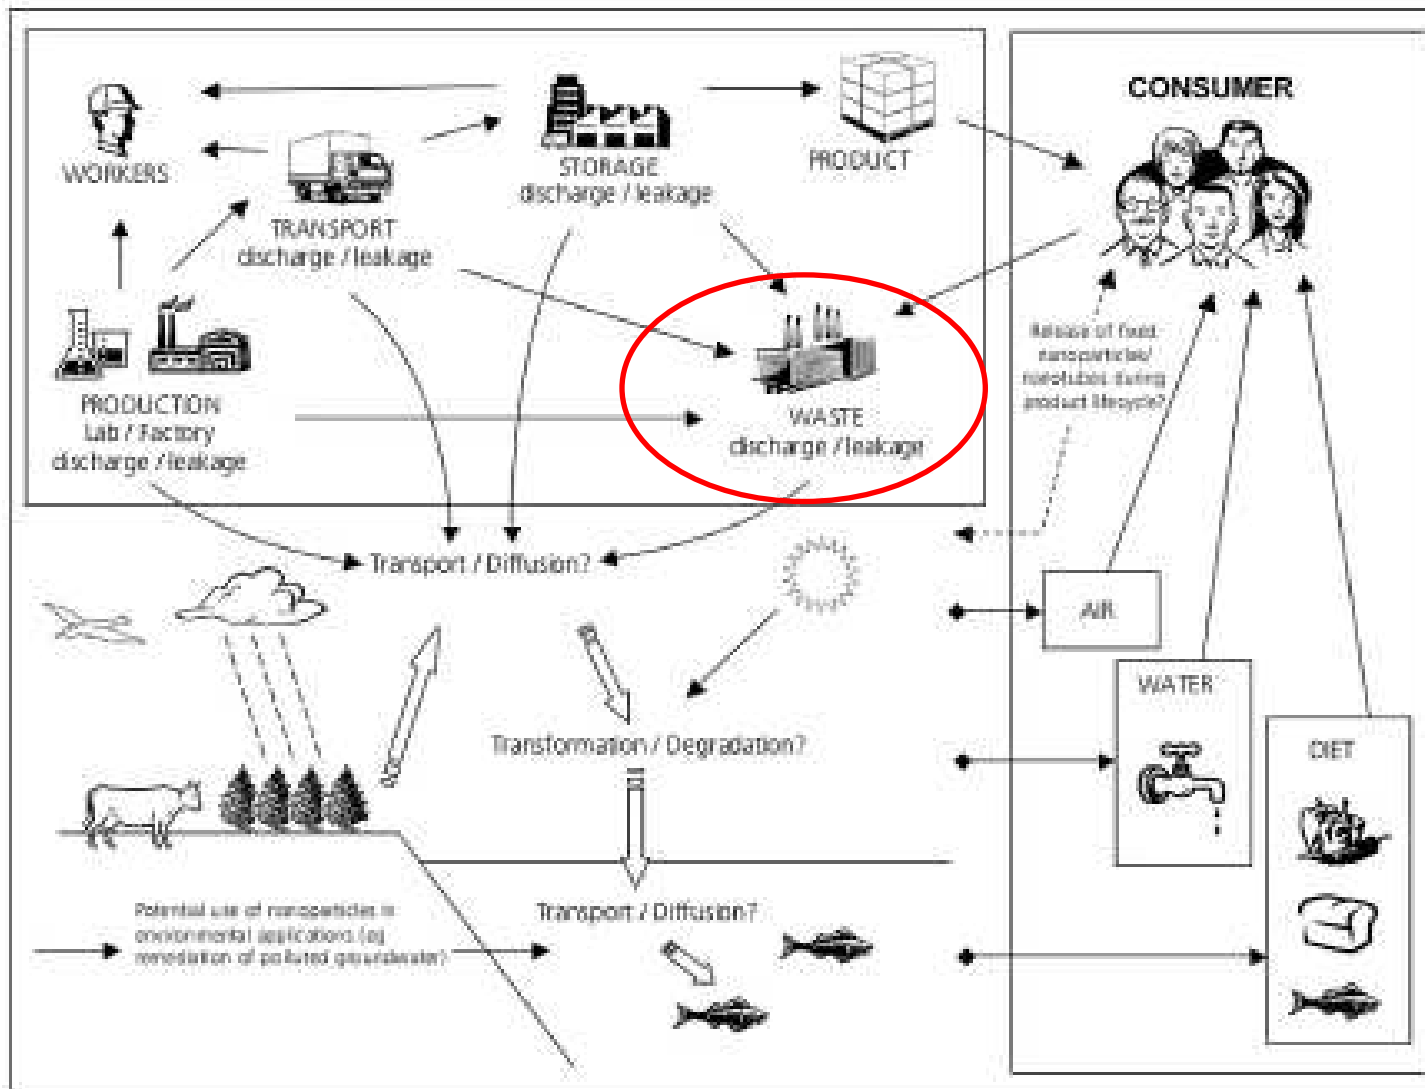 CONSUMER
WORKERS
STORAGE
discharge / leakage
PRODUCT
TRANSPORT
discharge / leakage
PRODUCTION
Lab / Factory
discharge / leakage
WASTE
discharge / leakage
Release of fixed
nanoparticles/
nanotubes during
product lifecycle?
Transport / Diffusion?
AIR
WATER
Transformation / Degradation?
DIET
Potential use of nanoparticles in
environmental applications (eg
remediation of polluted groundwater)
Transport / Diffusion?